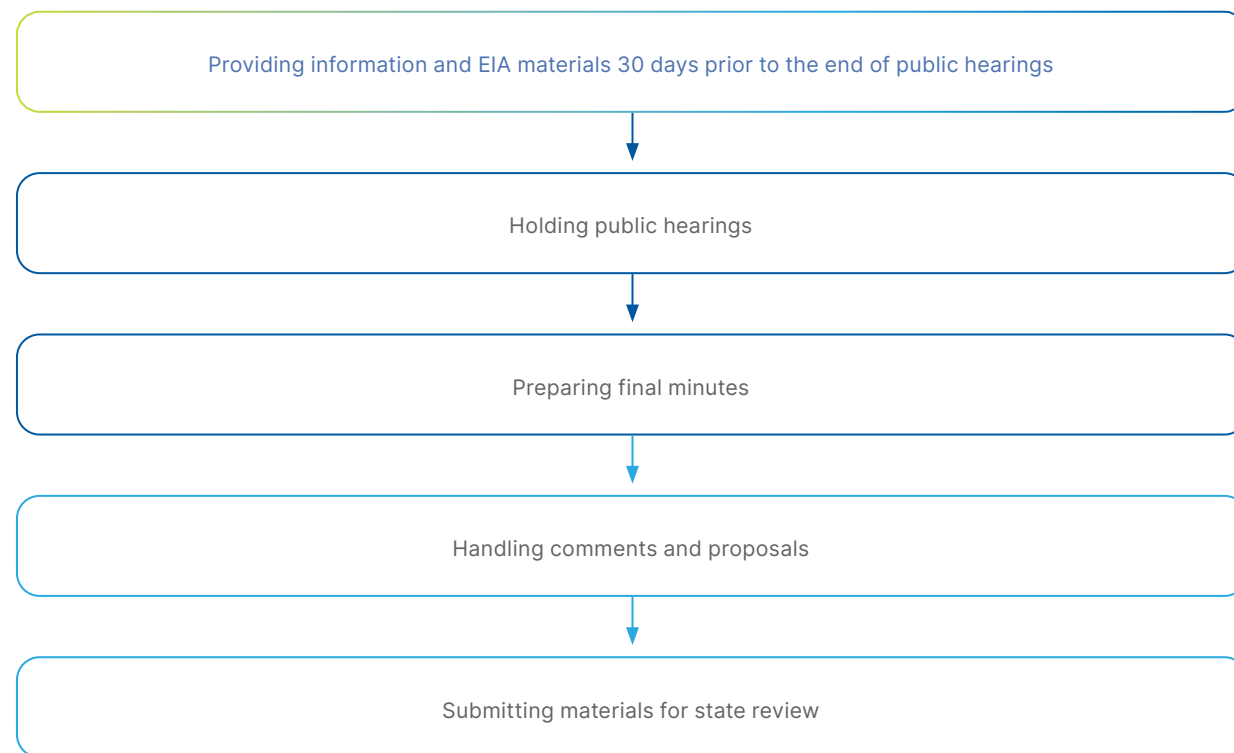 Providing information and EIA materials 30 days prior to the end of public hearings
Holding public hearings
Preparing final minutes
Handling comments and proposals
Submitting materials for state review